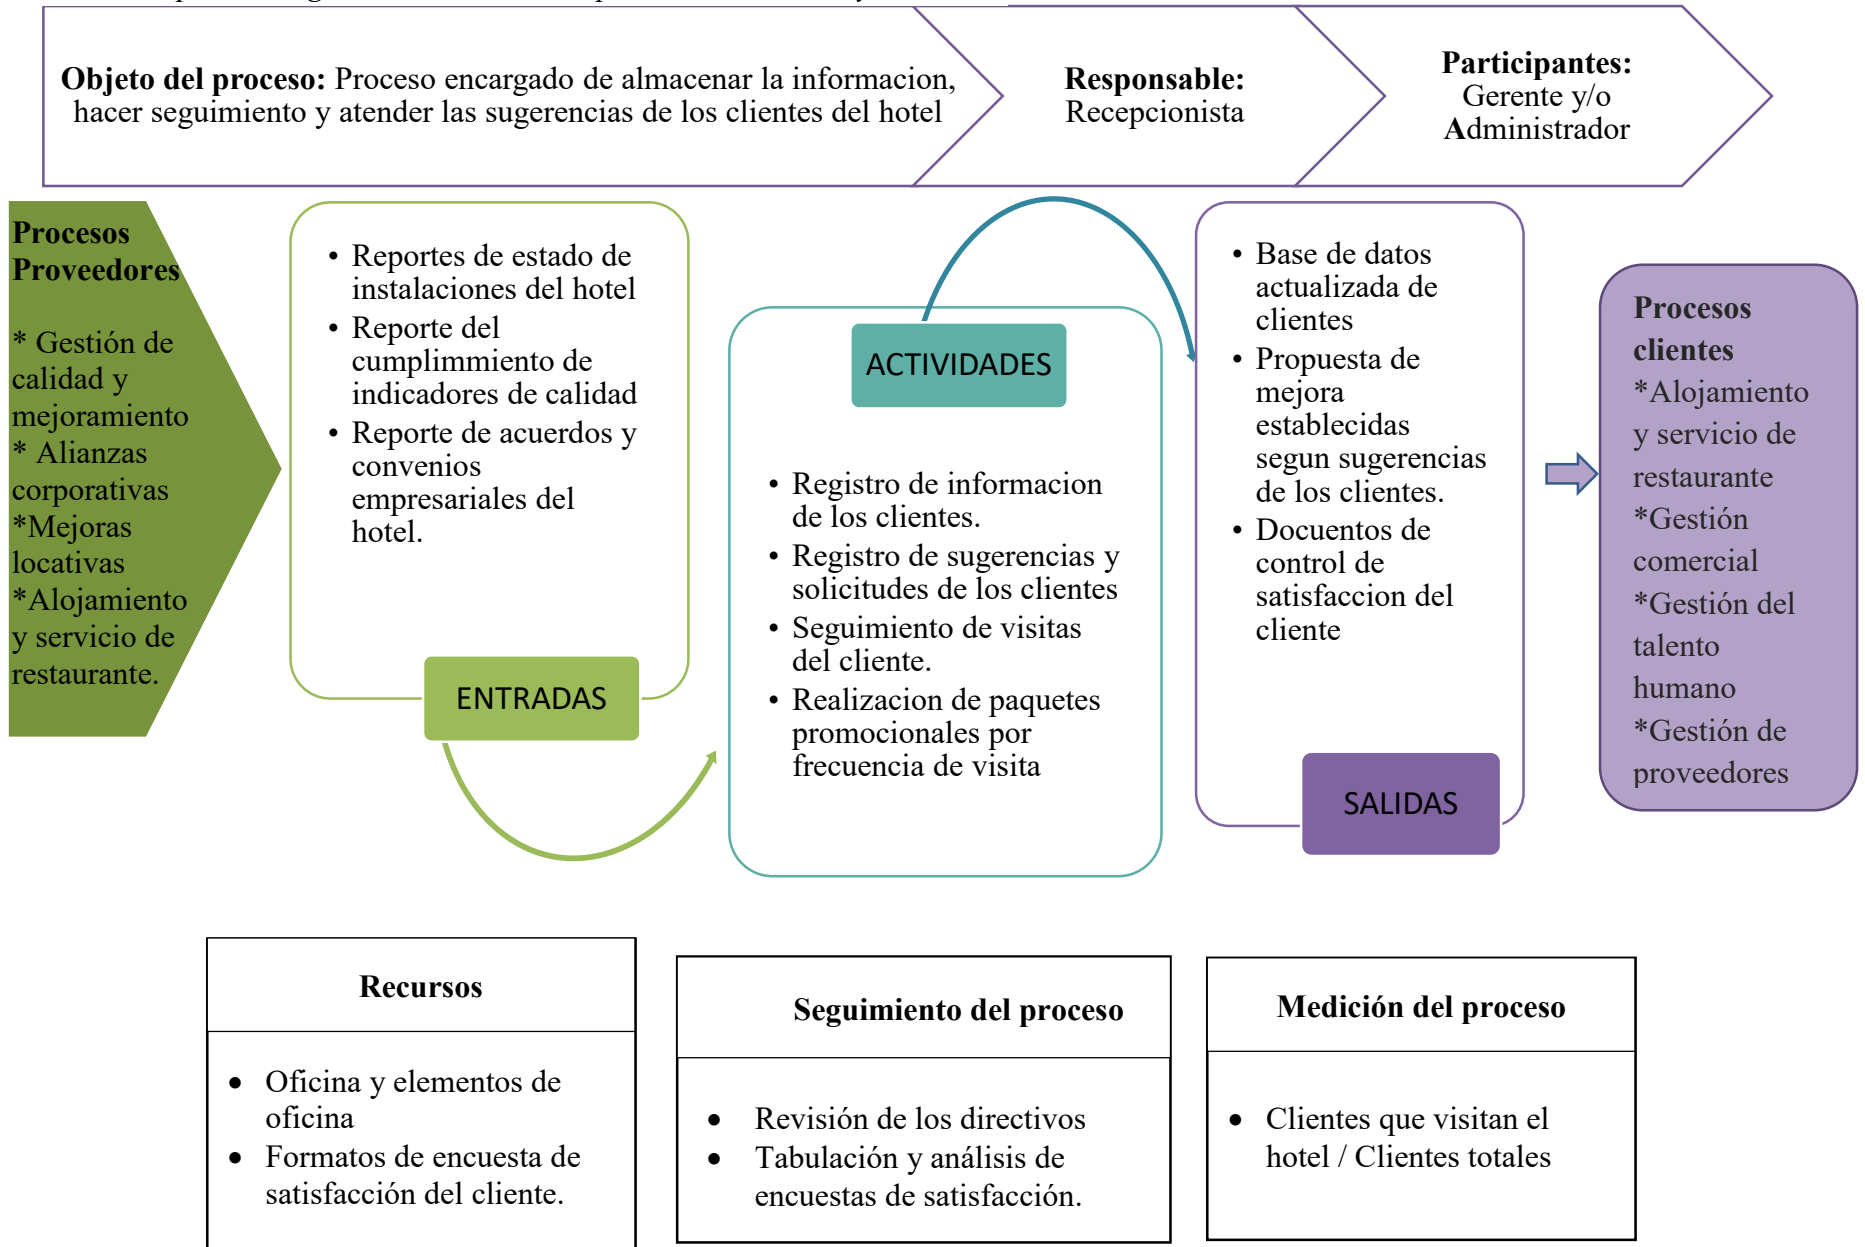 Objeto del proceso: Proceso encargado de almacenar la informacion,
hacer seguimiento y atender las sugerencias de los clientes del hotel
Responsable:
Recepcionista
Participantes:
Gerente y/o
Administrador
Procesos
Proveedores
* Gestión de
calidad y
mejoramiento
* Alianzas
corporativas
*Mejoras
locativas
*Alojamiento
y servicio de
restaurante.
• Reportes de estado de
instalaciones del hotel
• Reporte del
cumplimmiento de
indicadores de calidad
• Reporte de acuerdos y
convenios
empresariales del
hotel.
ENTRADAS
ACTIVIDADES
• Registro de informacion
de los clientes.
• Registro de sugerencias y
solicitudes de los clientes
• Seguimiento de visitas
del cliente.
• Realizacion de paquetes
promocionales por
frecuencia de visita
• Base de datos
actualizada de
clientes
• Propuesta de
mejora
establecidas
segun sugerencias
de los clientes.
• Docuentos de
control de
satisfaccion del
cliente
SALIDAS
Procesos
clientes
*Alojamiento
y servicio de
restaurante
*Gestión
comercial
*Gestión del
talento
humano
*Gestión de
proveedores
Recursos
• Oficina y elementos de
oficina
• Formatos de encuesta de
satisfacción del cliente.
Seguimiento del proceso
• Revisión de los directivos
• Tabulación y análisis de
encuestas de satisfacción.
Medición del proceso
• Clientes que visitan el
hotel / Clientes totales